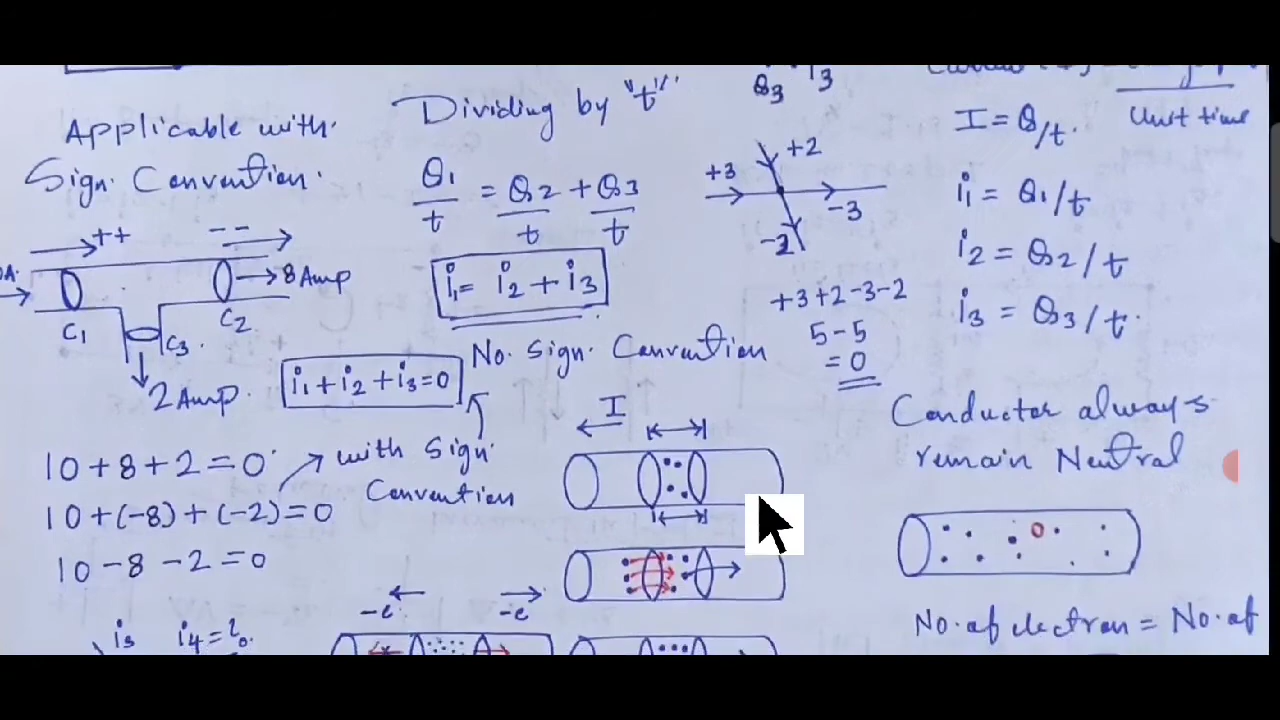 Applicable with
Sign. Convention.
++
--
8 Amp
C1
C2
C3.
2 Amp.
i1+i2+i3=0
10+8+2=0
10+(-8)+(-2)=0
10-8-2=0
with Sign
Convention
i3 i4=?
Dividing by "t"
Q1/t = Q2/t + Q3/t
i1= i2+i3
No. Sign. Convention
I
-e
-e
Q3 i3
+3
+2
-3
-2
+3+2-3-2
5-5
=0
Unit time
I=Q/t.
i1= Q1/t
i2= Q2/t
i3 = Q3/t.
Conductor always
remain Neutral
No. of electron = No. of